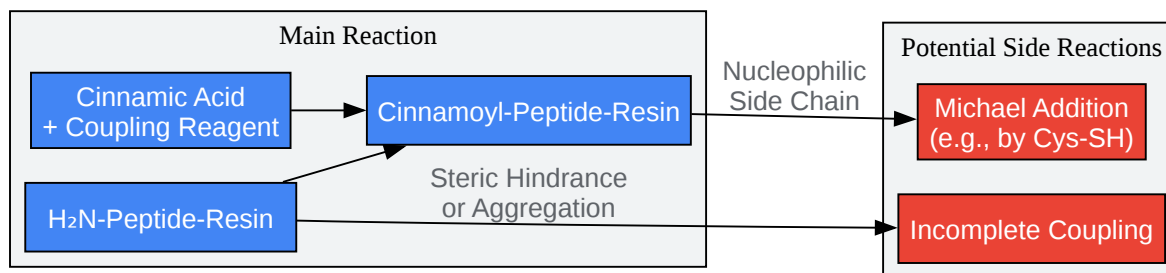 Main Reaction
Cinnamic Acid
+ Coupling Reagent
Cinnamoyl-Peptide-Resin
H₂N-Peptide-Resin
Steric Hindrance
or Aggregation
Nucleophilic
Side Chain
Potential Side Reactions
Michael Addition
(e.g., by Cys-SH)
Incomplete Coupling